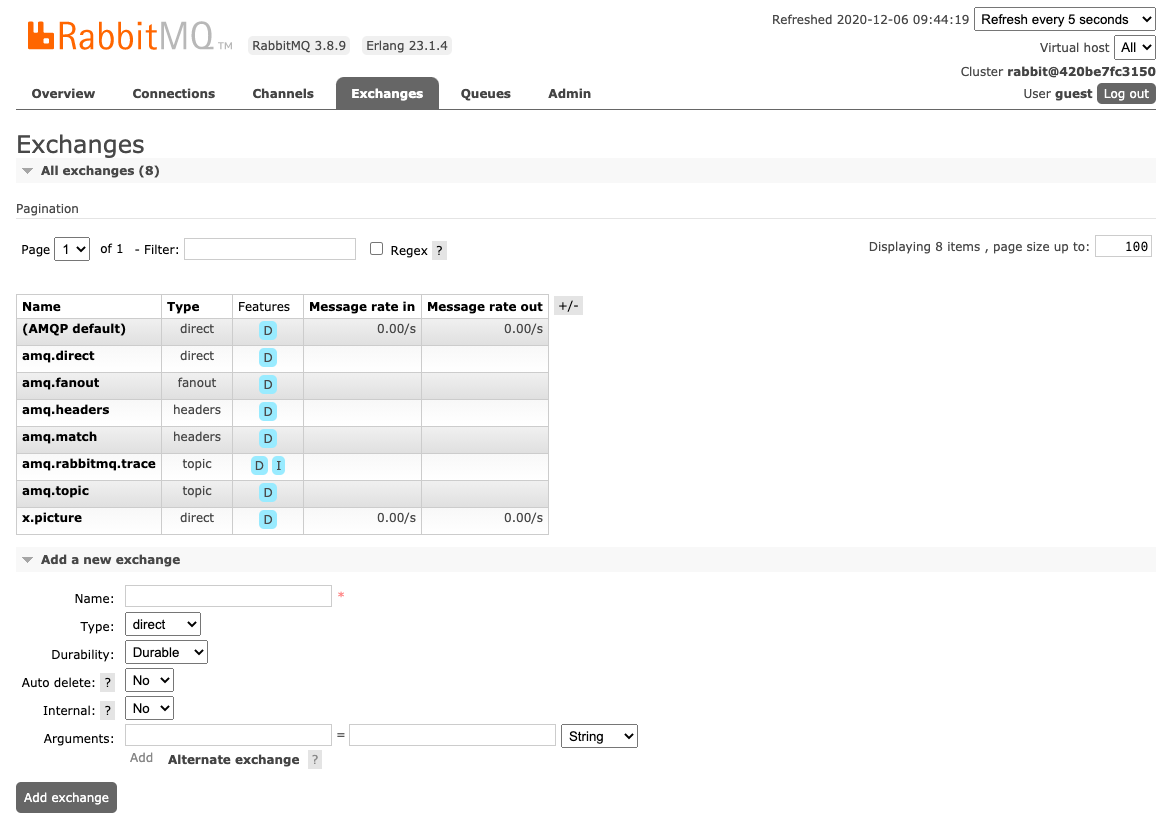 RabbitMQ TM RabbitMQ 3.8.9 Erlang 23.1.4
Refreshed 2020-12-06 09:44:19 Refresh every 5 seconds
Virtual host All
Cluster rabbit@420be7fc3150
User guest Log out
Overview Connections Channels Exchanges Queues Admin
Exchanges
All exchanges (8)
Pagination
Page 1 of 1 - Filter: Regex ? Displaying 8 items , page size up to: 100
Name Type Features Message rate in Message rate out +/-
(AMQP default) direct D 0.00/s 0.00/s
amq.direct direct D
amq.fanout fanout D
amq.headers headers D
amq.match headers D
amq.rabbitmq.trace topic D I
amq.topic topic D
x.picture direct D 0.00/s 0.00/s
Add a new exchange
Name: *
Type: direct
Durability: Durable
Auto delete: ? No
Internal: ? No
Arguments: = String
Add Alternate exchange ?
Add exchange